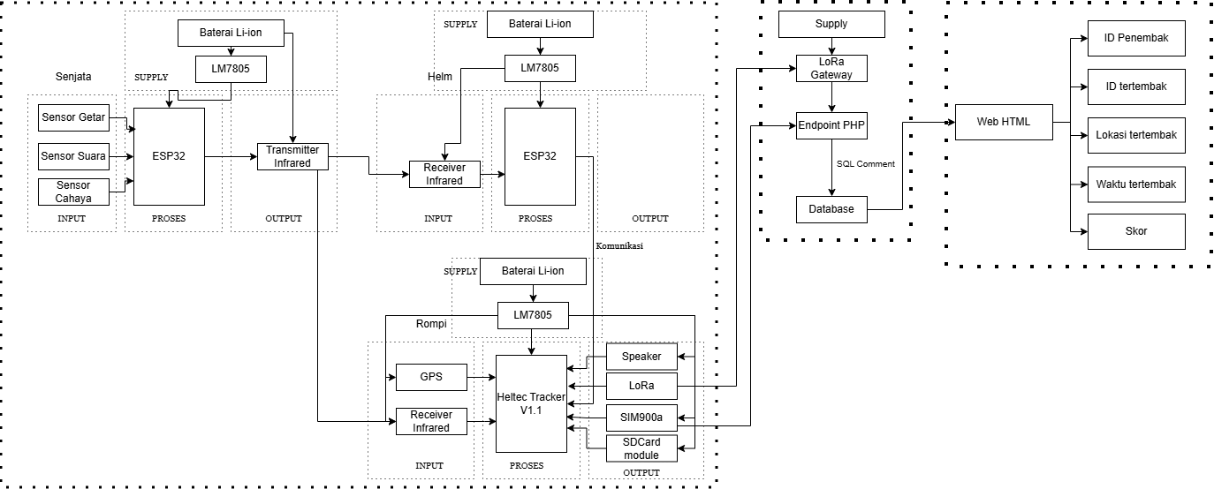 Senjata
SUPPLY
Baterai Li-ion
LM7805
Sensor Getar
Sensor Suara
Sensor
Cahaya
INPUT
ESP32
PROSES
Transmitter
Infrared
OUTPUT
Helm
SUPPLY
Baterai Li-ion
LM7805
Receiver
Infrared
INPUT
ESP32
PROSES
OUTPUT
Komunikasi
Rompi
SUPPLY
Baterai Li-ion
LM7805
GPS
Receiver
Infrared
INPUT
Heltec Tracker
V1.1
PROSES
Speaker
LoRa
SIM900a
SDCard
module
OUTPUT
Supply
LoRa
Gateway
Endpoint PHP
SQL Comment
Database
Web HTML
ID Penembak
ID tertembak
Lokasi tertembak
Waktu tertembak
Skor